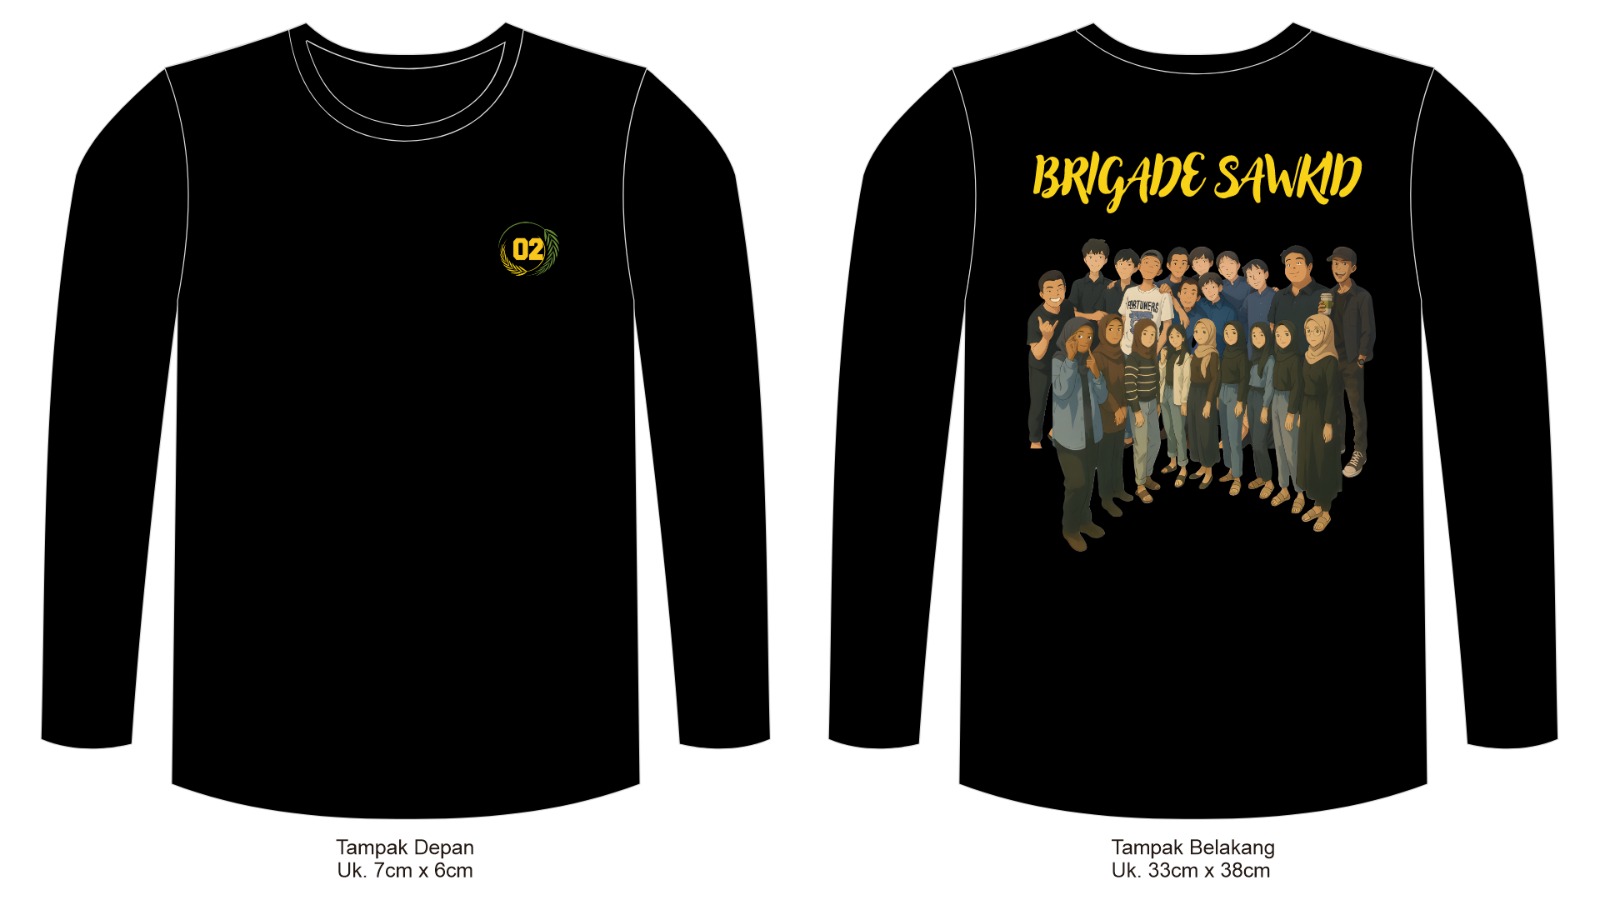 02
Tampak Depan
Uk. 7cm x 6cm
BRIGADE SAWKID
Tampak Belakang
Uk. 33cm x 38cm